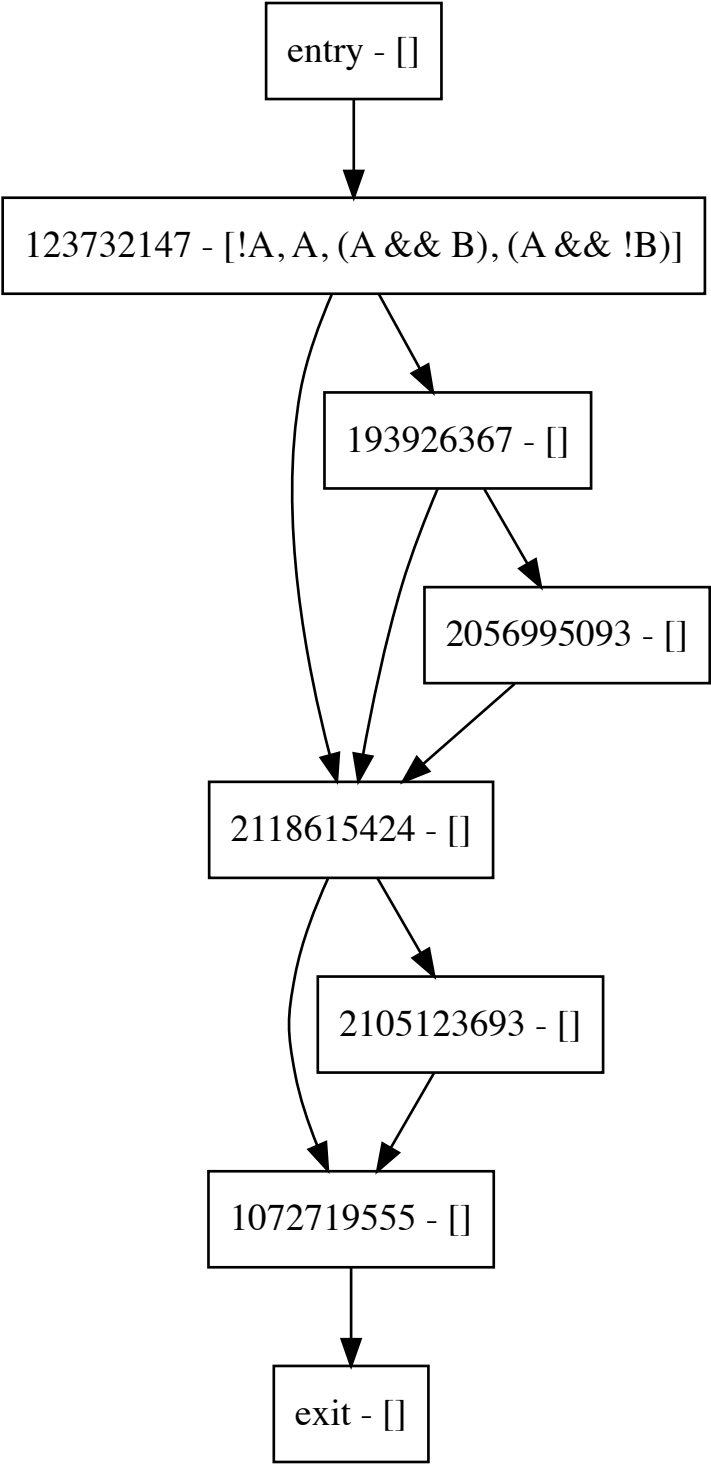 entry - []
123732147 - [!A, A, (A && B), (A && !B)]
193926367 - []
2056995093 - []
2118615424 - []
2105123693 - []
1072719555 - []
exit - []